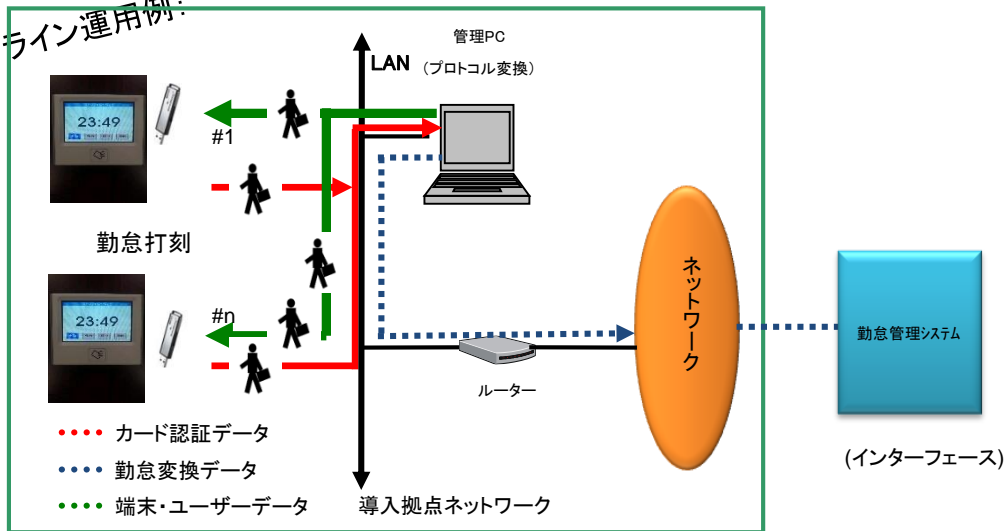 ライン運用例:
管理PC
LAN
(プロトコル変換)
23:49
#1
勤怠打刻
ネットワーク
勤怠管理システム
23:49
#n
ルーター
カード認証データ
(インターフェース)
勤怠変換データ
端末・ユーザーデータ
導入拠点ネットワーク